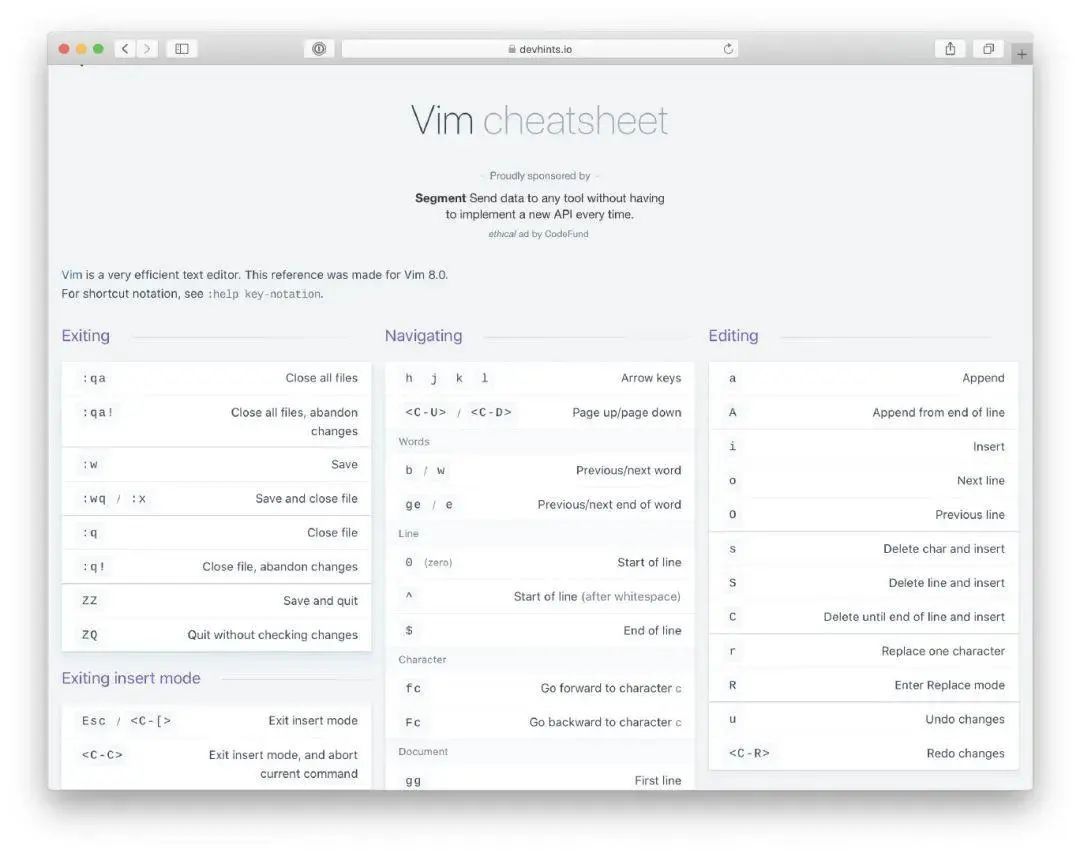 devhints.io
Vim cheatsheet
Proudly sponsored by
Segment Send data to any tool without having
to implement a new API every time.
ethical ad by CodeFund
Vim is a very efficient text editor. This reference was made for Vim 8.0.
For shortcut notation, see :help key-notation.
Exiting
:qa Close all files
:qa! Close all files, abandon
changes
:w Save
:wq / :x Save and close file
:q Close file
:q! Close file, abandon changes
ZZ Save and quit
ZQ Quit without checking changes
Exiting insert mode
Esc / <C-[> Exit insert mode
<C-C> Exit insert mode, and abort
current command
Navigating
h j k l Arrow keys
<C-U> / <C-D> Page up/page down
Words
b / w Previous/next word
ge / e Previous/next end of word
Line
0 (zero) Start of line
^ Start of line (after whitespace)
$ End of line
Character
fc Go forward to character c
Fc Go backward to character c
Document
gg First line
Editing
a Append
A Append from end of line
i Insert
o Next line
O Previous line
s Delete char and insert
S Delete line and insert
C Delete until end of line and insert
r Replace one character
R Enter Replace mode
u Undo changes
<C-R> Redo changes